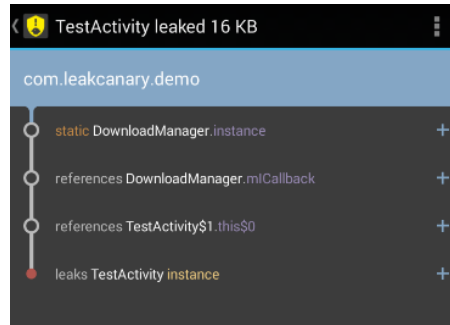 TestActivity leaked 16 KB
com.leakcanary.demo
static DownloadManager.instance
references DownloadManager.mICallback
references TestActivity$1.this$0
leaks TestActivity instance